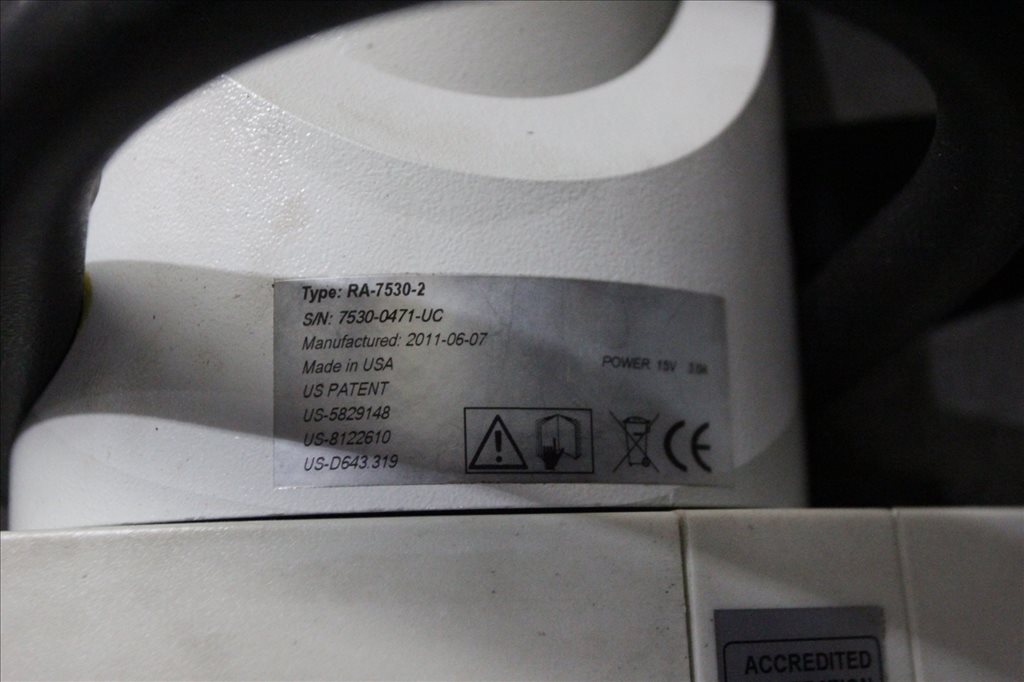 Type: RA-7530-2
S/N: 7530-0471-UC
Manufactured: 2011-06-07
Made in USA
US PATENT
US-5829148
US-8122610
US-D643.319
POWER 15V
CE
ACCREDITED